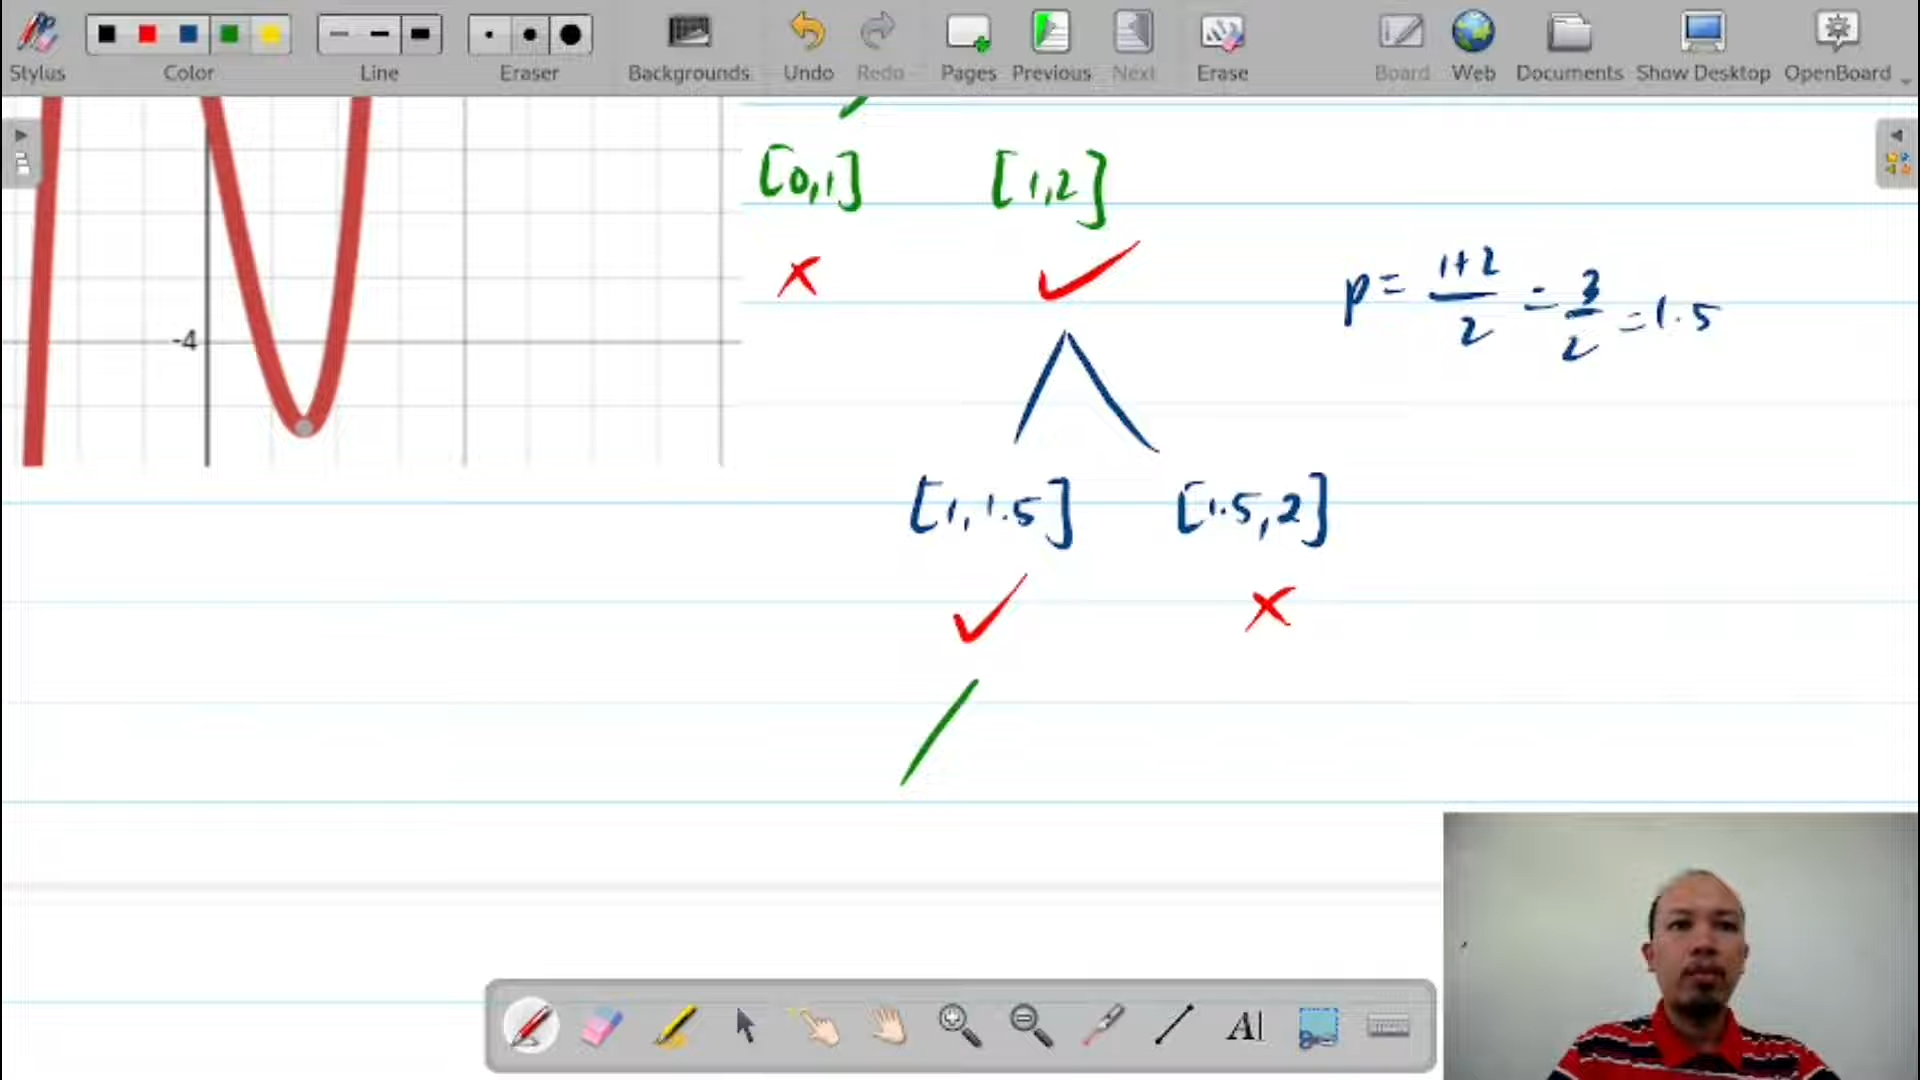 Stylus Color Line Eraser Backgrounds Undo Redo Pages Previous Next Erase Board Web Documents Show Desktop OpenBoard
[0,1] [1,2]
p = 1+2/2 = 3/2 = 1.5
-4
[1,1.5] [1.5,2]
AI